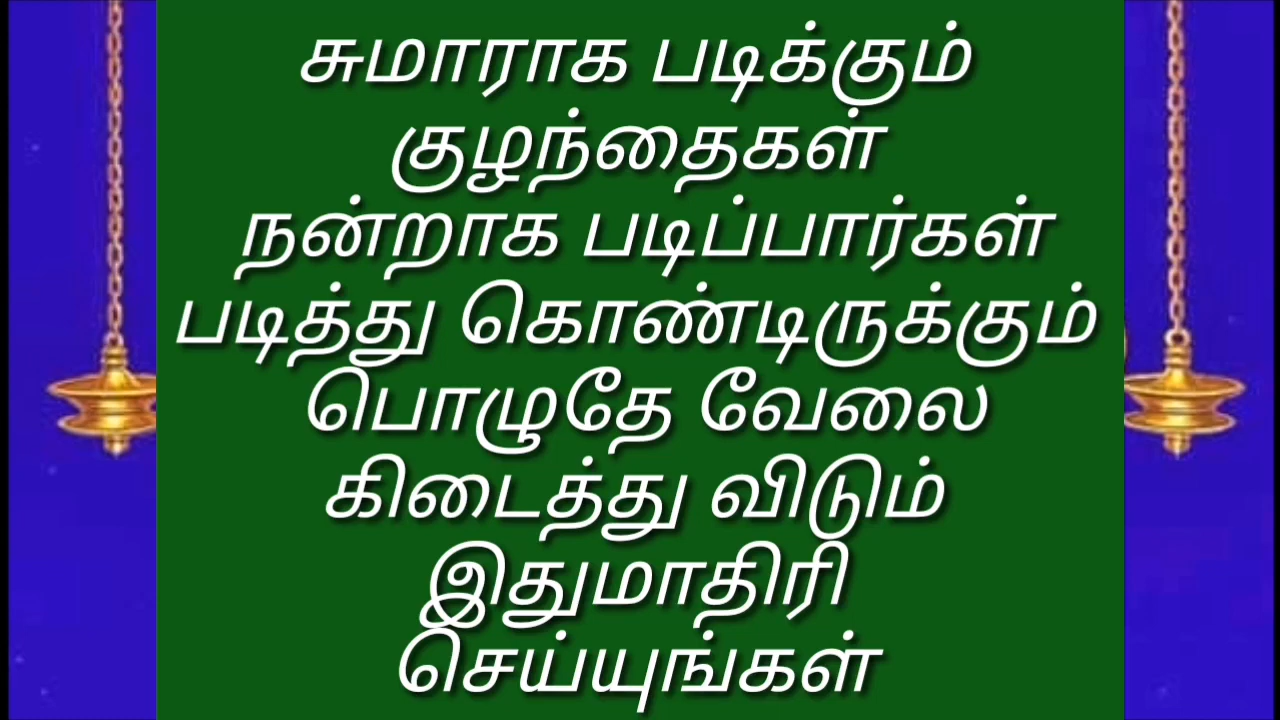 சுமாராக படிக்கும்
குழந்தைகள்
நன்றாக படிப்பார்கள்
படித்து கொண்டிருக்கும்
பொழுதே வேலை
கிடைத்து விடும்
இதுமாதிரி
செய்யுங்கள்